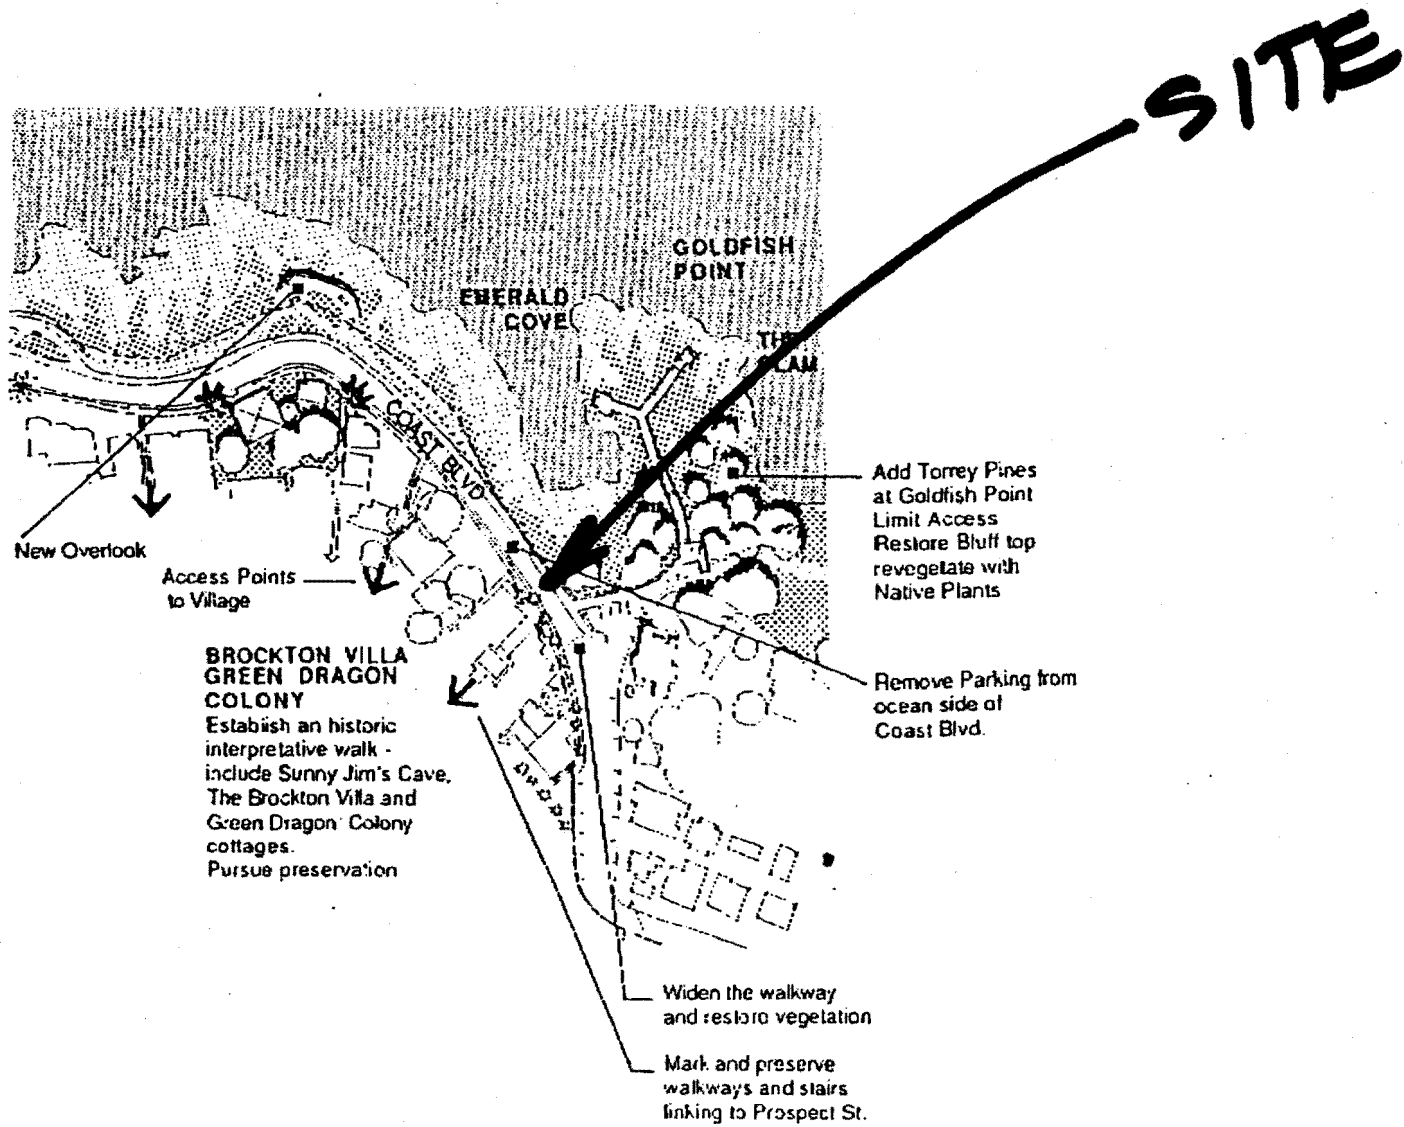 SITE
GOLDFISH
POINT
EMERALD
COVE
THE
CLAM
COAST BLVD
New Overlook
Access Points
to Village
Add Torrey Pines
at Goldfish Point
Limit Access
Restore Bluff top
revegetate with
Native Plants
BROCKTON VILLA
GREEN DRAGON
COLONY
Establish an historic
interpretative walk -
include Sunny Jim's Cave,
The Brockton Villa and
Green Dragon Colony
cottages.
Pursue preservation
Remove Parking from
ocean side of
Coast Blvd.
Widen the walkway
and restore vegetation
Mark and preserve
walkways and stairs
linking to Prospect St.